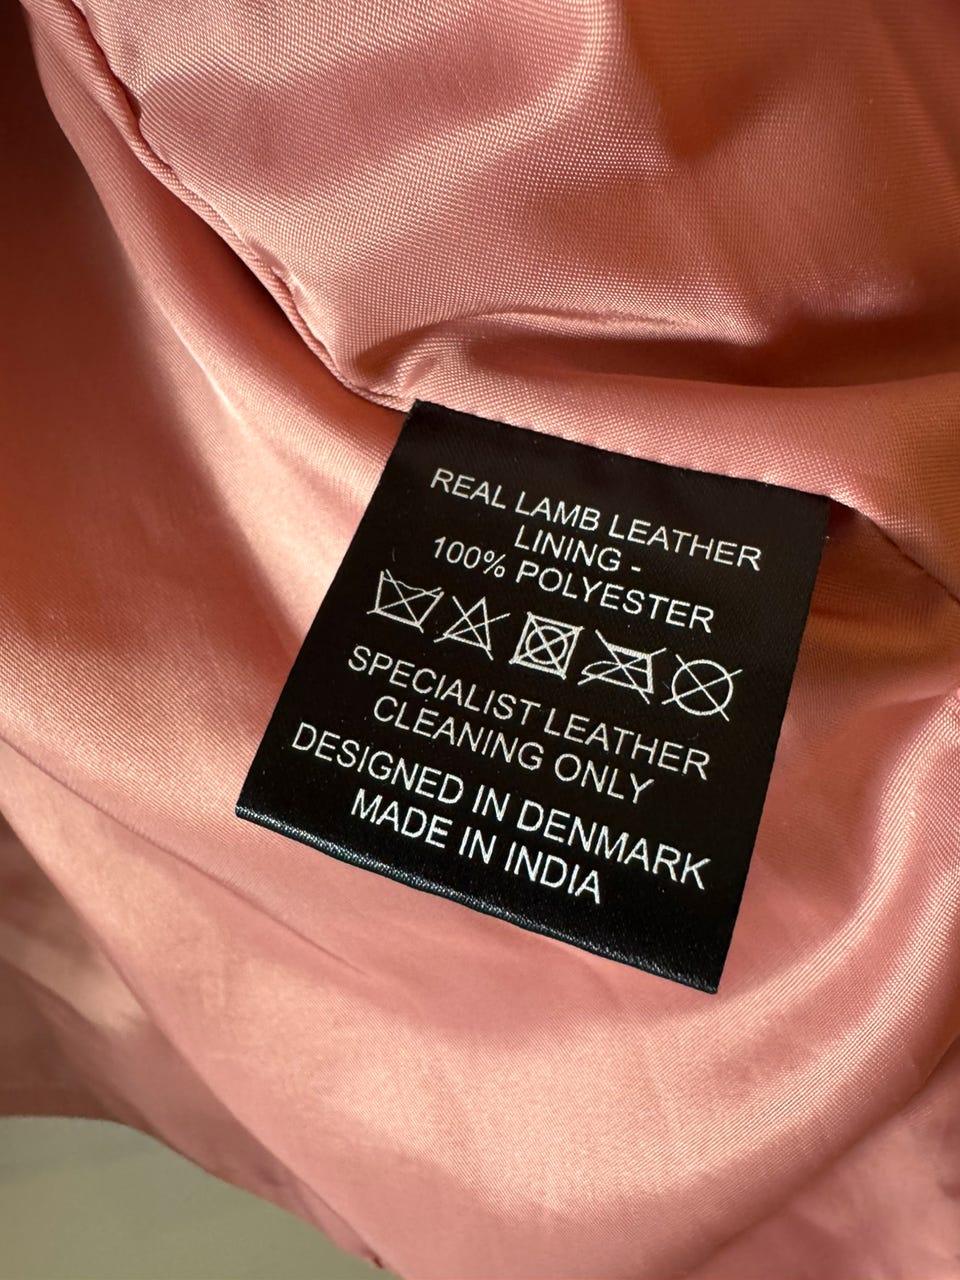 REAL LAMB LEATHER
LINING -
100% POLYESTER
SPECIALIST LEATHER
CLEANING ONLY
DESIGNED IN DENMARK
MADE IN INDIA